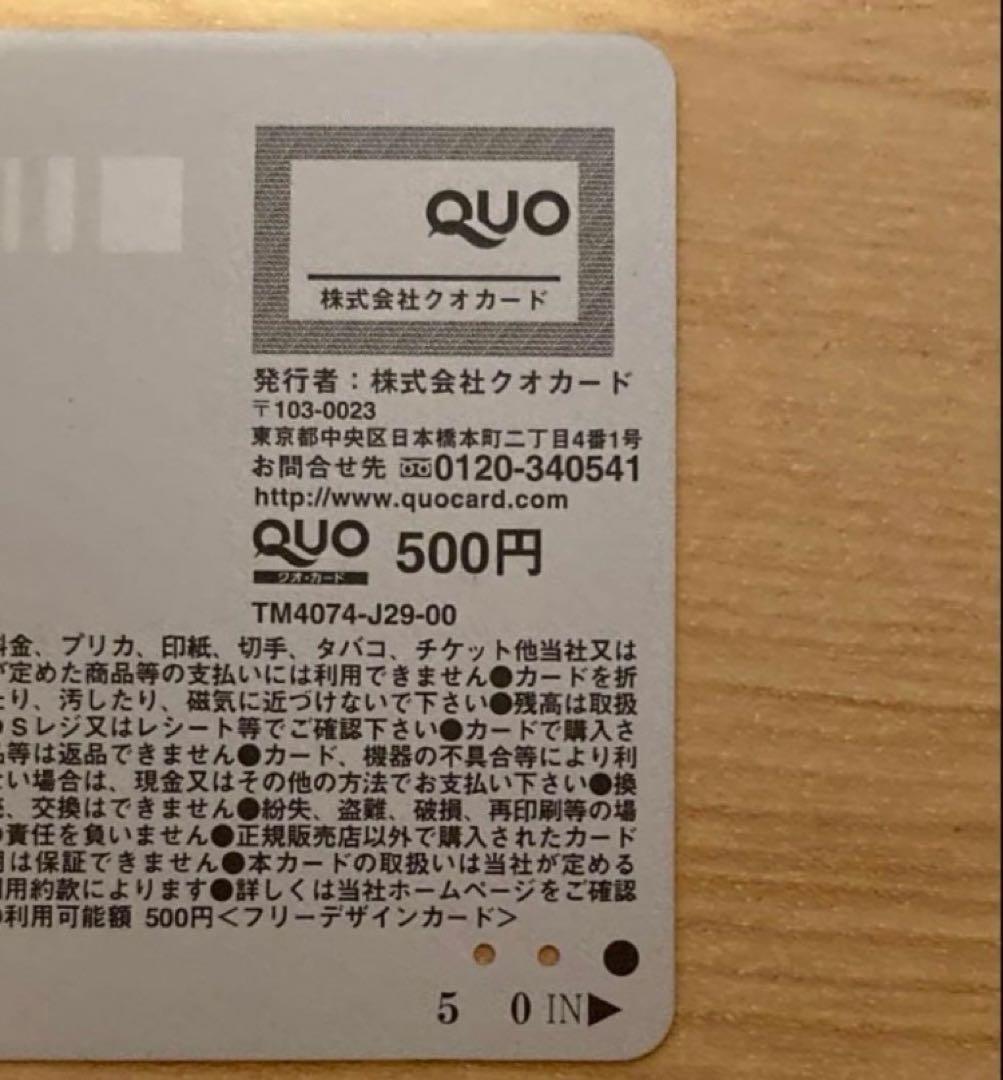 QUO
株式会社クオカード
発行者：株式会社クオカード
〒103-0023
東京都中央区日本橋本町二丁目4番1号
お問合せ先 0120-340541
http://www.quocard.com
QUO 500円
クオ・カード
TM4074-J29-00
料金、プリカ、印紙、切手、タバコ、チケット他当社又は
が定めた商品等の支払いには利用できません●カードを折
たり、汚したり、磁気に近づけないで下さい●残高は取扱
OSレジ又はレシート等でご確認下さい●カードで購入さ
品等は返品できません●カード、機器の不具合等により利
ない場合は、現金又はその他の方法でお支払い下さい●換
、交換はできません●紛失、盗難、破損、再印刷等の場
責任を負いません●正規販売店以外で購入されたカード
用は保証できません●本カードの取扱いは当社が定める
用約款によります●詳しくは当社ホームページをご確認
利用可能額 500円<フリーデザインカード>
5 0 IN▶